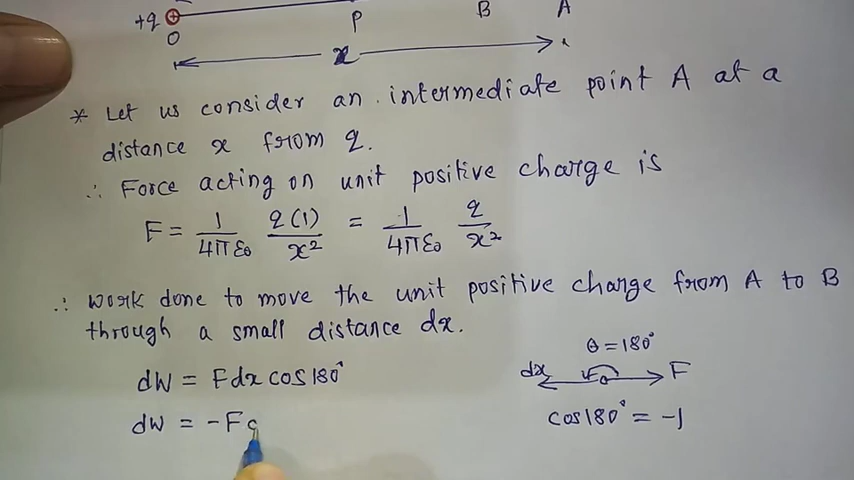 +q P B A
O
x
* Let us consider an intermediate point A at a
distance x from q.
∴ Force acting on unit positive charge is
F = 1/4πε₀ q(1)/x² = 1/4πε₀ q/x²
∴ work done to move the unit positive charge from A to B
through a small distance dx.
θ = 180°
dx F
dW = F dx cos 180°
cos 180° = -1
dW = -F